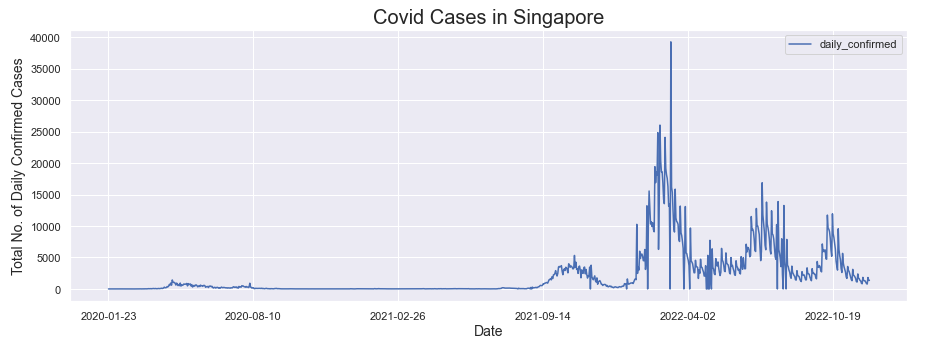 Covid Cases in Singapore
daily_confirmed
Total No. of Daily Confirmed Cases
40000
35000
30000
25000
20000
15000
10000
5000
0
2020-01-23 2020-08-10 2021-02-26 2021-09-14 2022-04-02 2022-10-19
Date